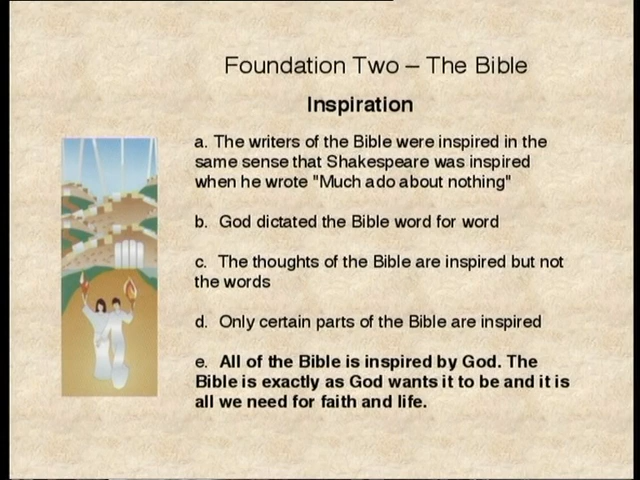 Foundation Two – The Bible
Inspiration
a. The writers of the Bible were inspired in the
same sense that Shakespeare was inspired
when he wrote "Much ado about nothing"
b. God dictated the Bible word for word
c. The thoughts of the Bible are inspired but not
the words
d. Only certain parts of the Bible are inspired
e. All of the Bible is inspired by God. The
Bible is exactly as God wants it to be and it is
all we need for faith and life.